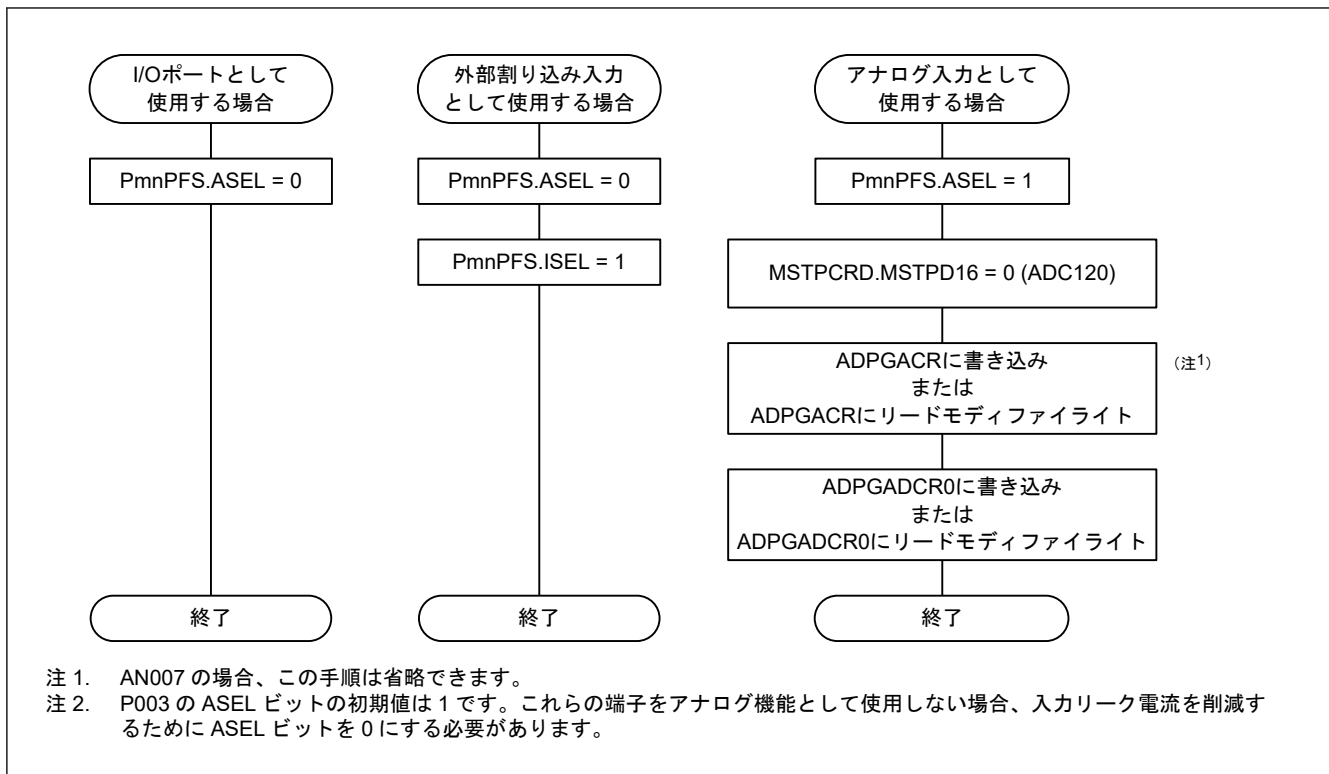 I/Oポートとして
使用する場合
PmnPFS.ASEL = 0
終了
外部割り込み入力
として使用する場合
PmnPFS.ASEL = 0
PmnPFS.ISEL = 1
終了
アナログ入力として
使用する場合
PmnPFS.ASEL = 1
MSTPCRD.MSTPD16 = 0 (ADC120)
ADPGACRに書き込み
または
ADPGACRにリードモディファイライト
（注1）
ADPGADCR0に書き込み
または
ADPGADCR0にリードモディファイライト
終了
注 1. AN007 の場合、この手順は省略できます。
注 2. P003 の ASEL ビットの初期値は 1 です。これらの端子をアナログ機能として使用しない場合、入力リーク電流を削減す
るために ASEL ビットを 0 にする必要があります。